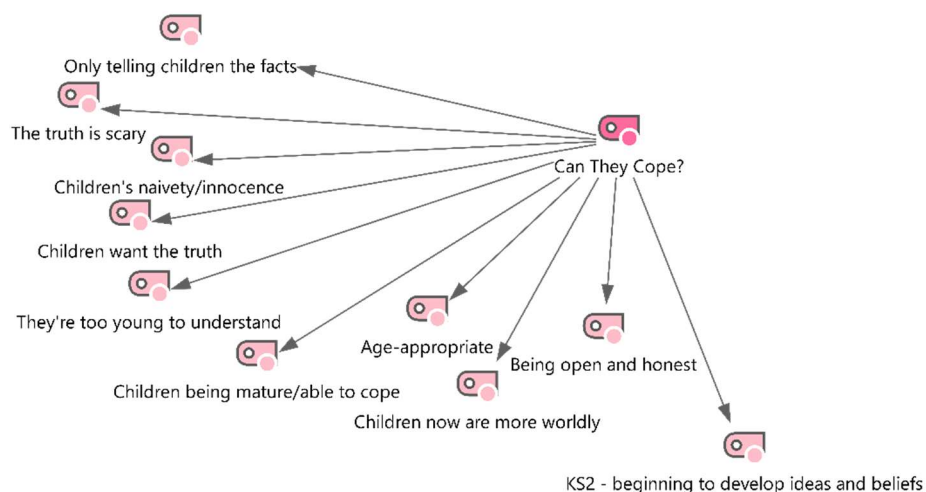 Only telling children the facts
The truth is scary
Can They Cope?
Children's naivety/innocence
Children want the truth
They're too young to understand
Age-appropriate
Being open and honest
Children being mature/able to cope
Children now are more worldly
KS2 - beginning to develop ideas and beliefs